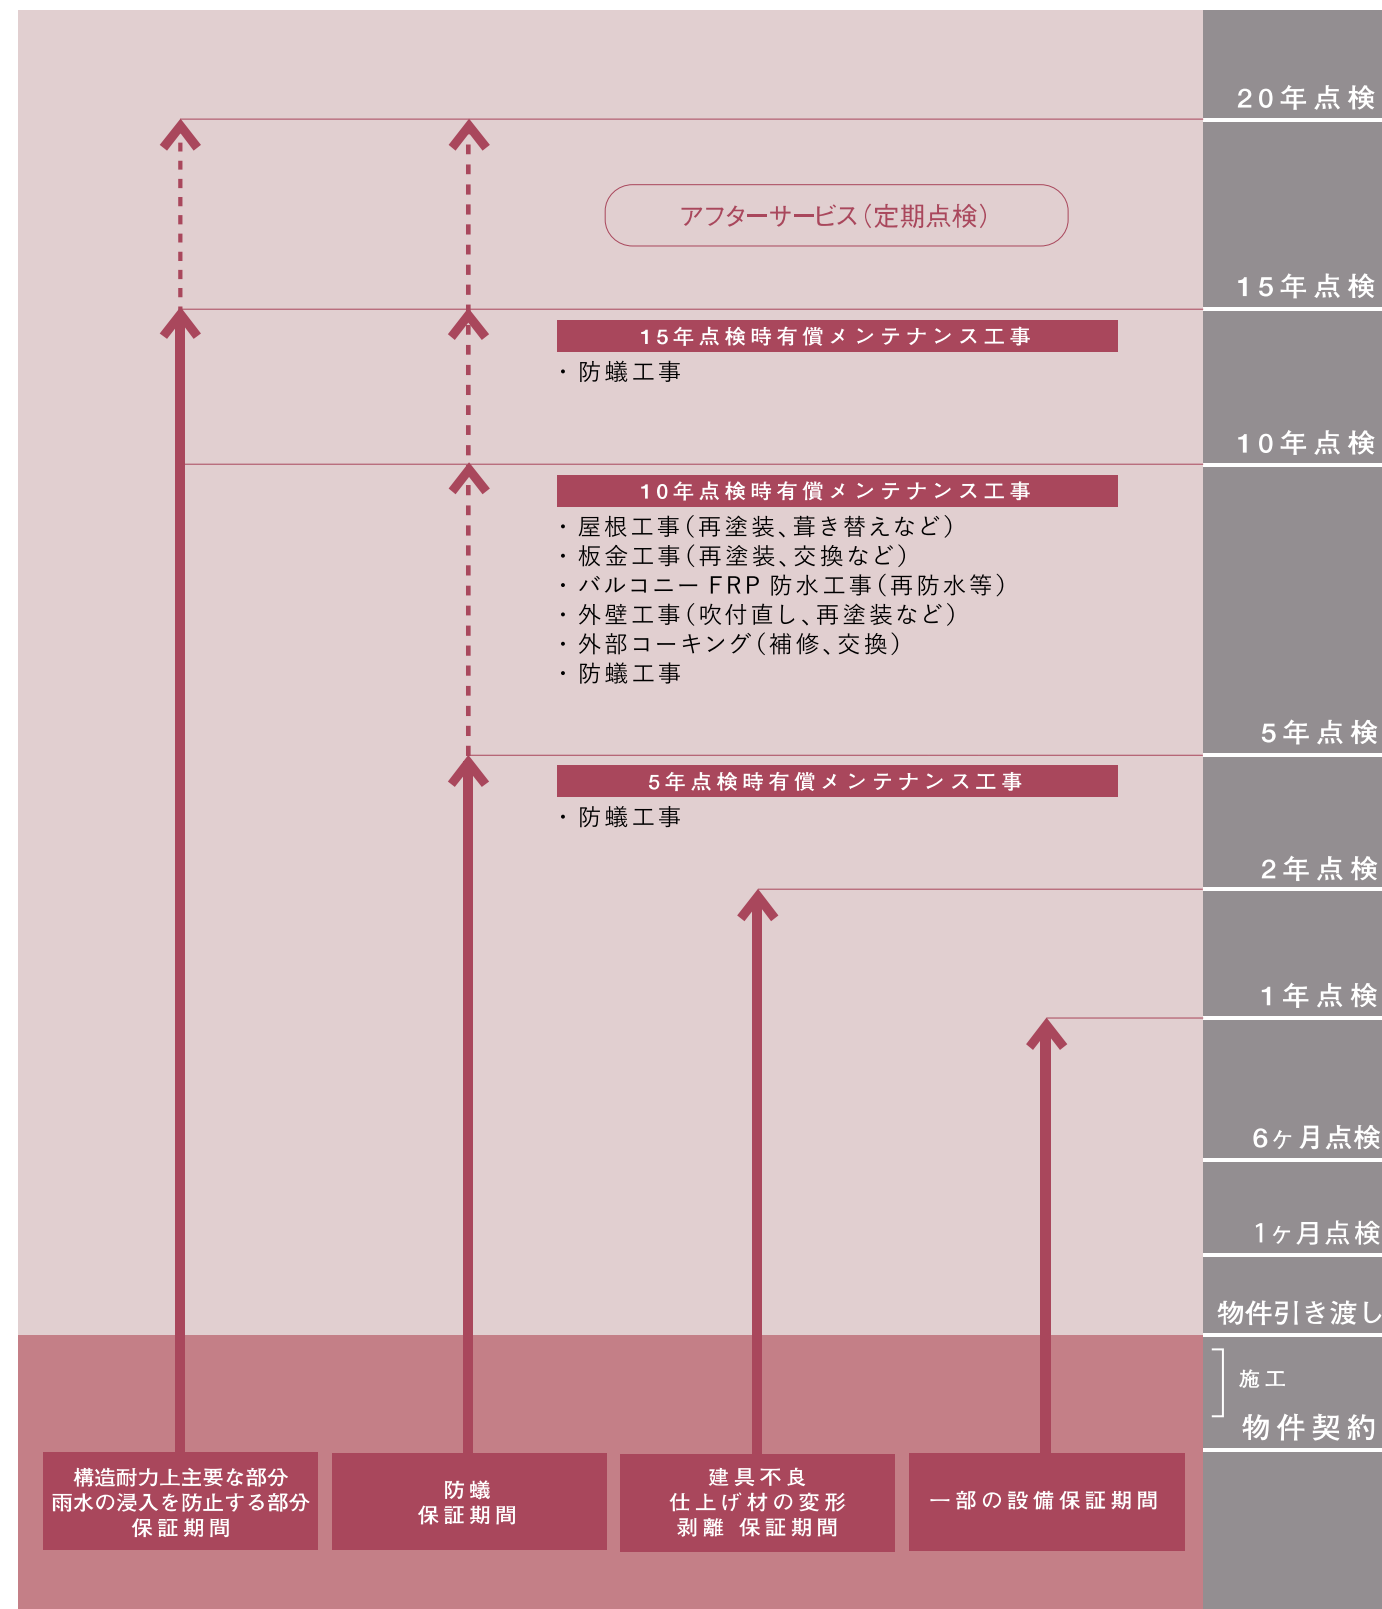 20年点検
アフターサービス（定期点検）
15年点検
15年点検時有償メンテナンス工事
・防蟻工事
10年点検
10年点検時有償メンテナンス工事
・屋根工事（再塗装、葺き替えなど）
・板金工事（再塗装、交換など）
・バルコニー FRP 防水工事（再防水等）
・外壁工事（吹付直し、再塗装など）
・外部コーキング（補修、交換）
・防蟻工事
5年点検
5年点検時有償メンテナンス工事
・防蟻工事
2年点検
1年点検
6ヶ月点検
1ヶ月点検
物件引き渡し
施工
物件契約
構造耐力上主要な部分
雨水の浸入を防止する部分
保証期間
防蟻
保証期間
建具不良
仕上げ材の変形
剥離 保証期間
一部の設備保証期間